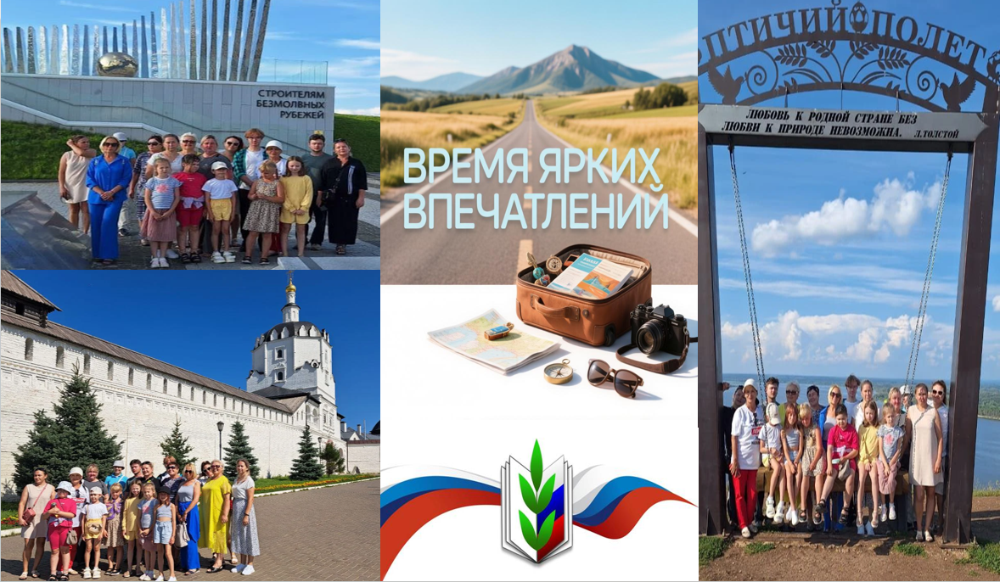 СТРОИТЕЛЯМ
БЕЗМОЛВНЫХ
РУБЕЖЕЙ
ВРЕМЯ ЯРКИХ
ВПЕЧАТЛЕНИЙ
ПТИЧИЙ ПОЛЕТ
ЛЮБОВЬ К РОДНОЙ СТРАНЕ БЕЗ
ЛЮБВИ К ПРИРОДЕ НЕВОЗМОЖНА. Л.ТОЛСТОЙ